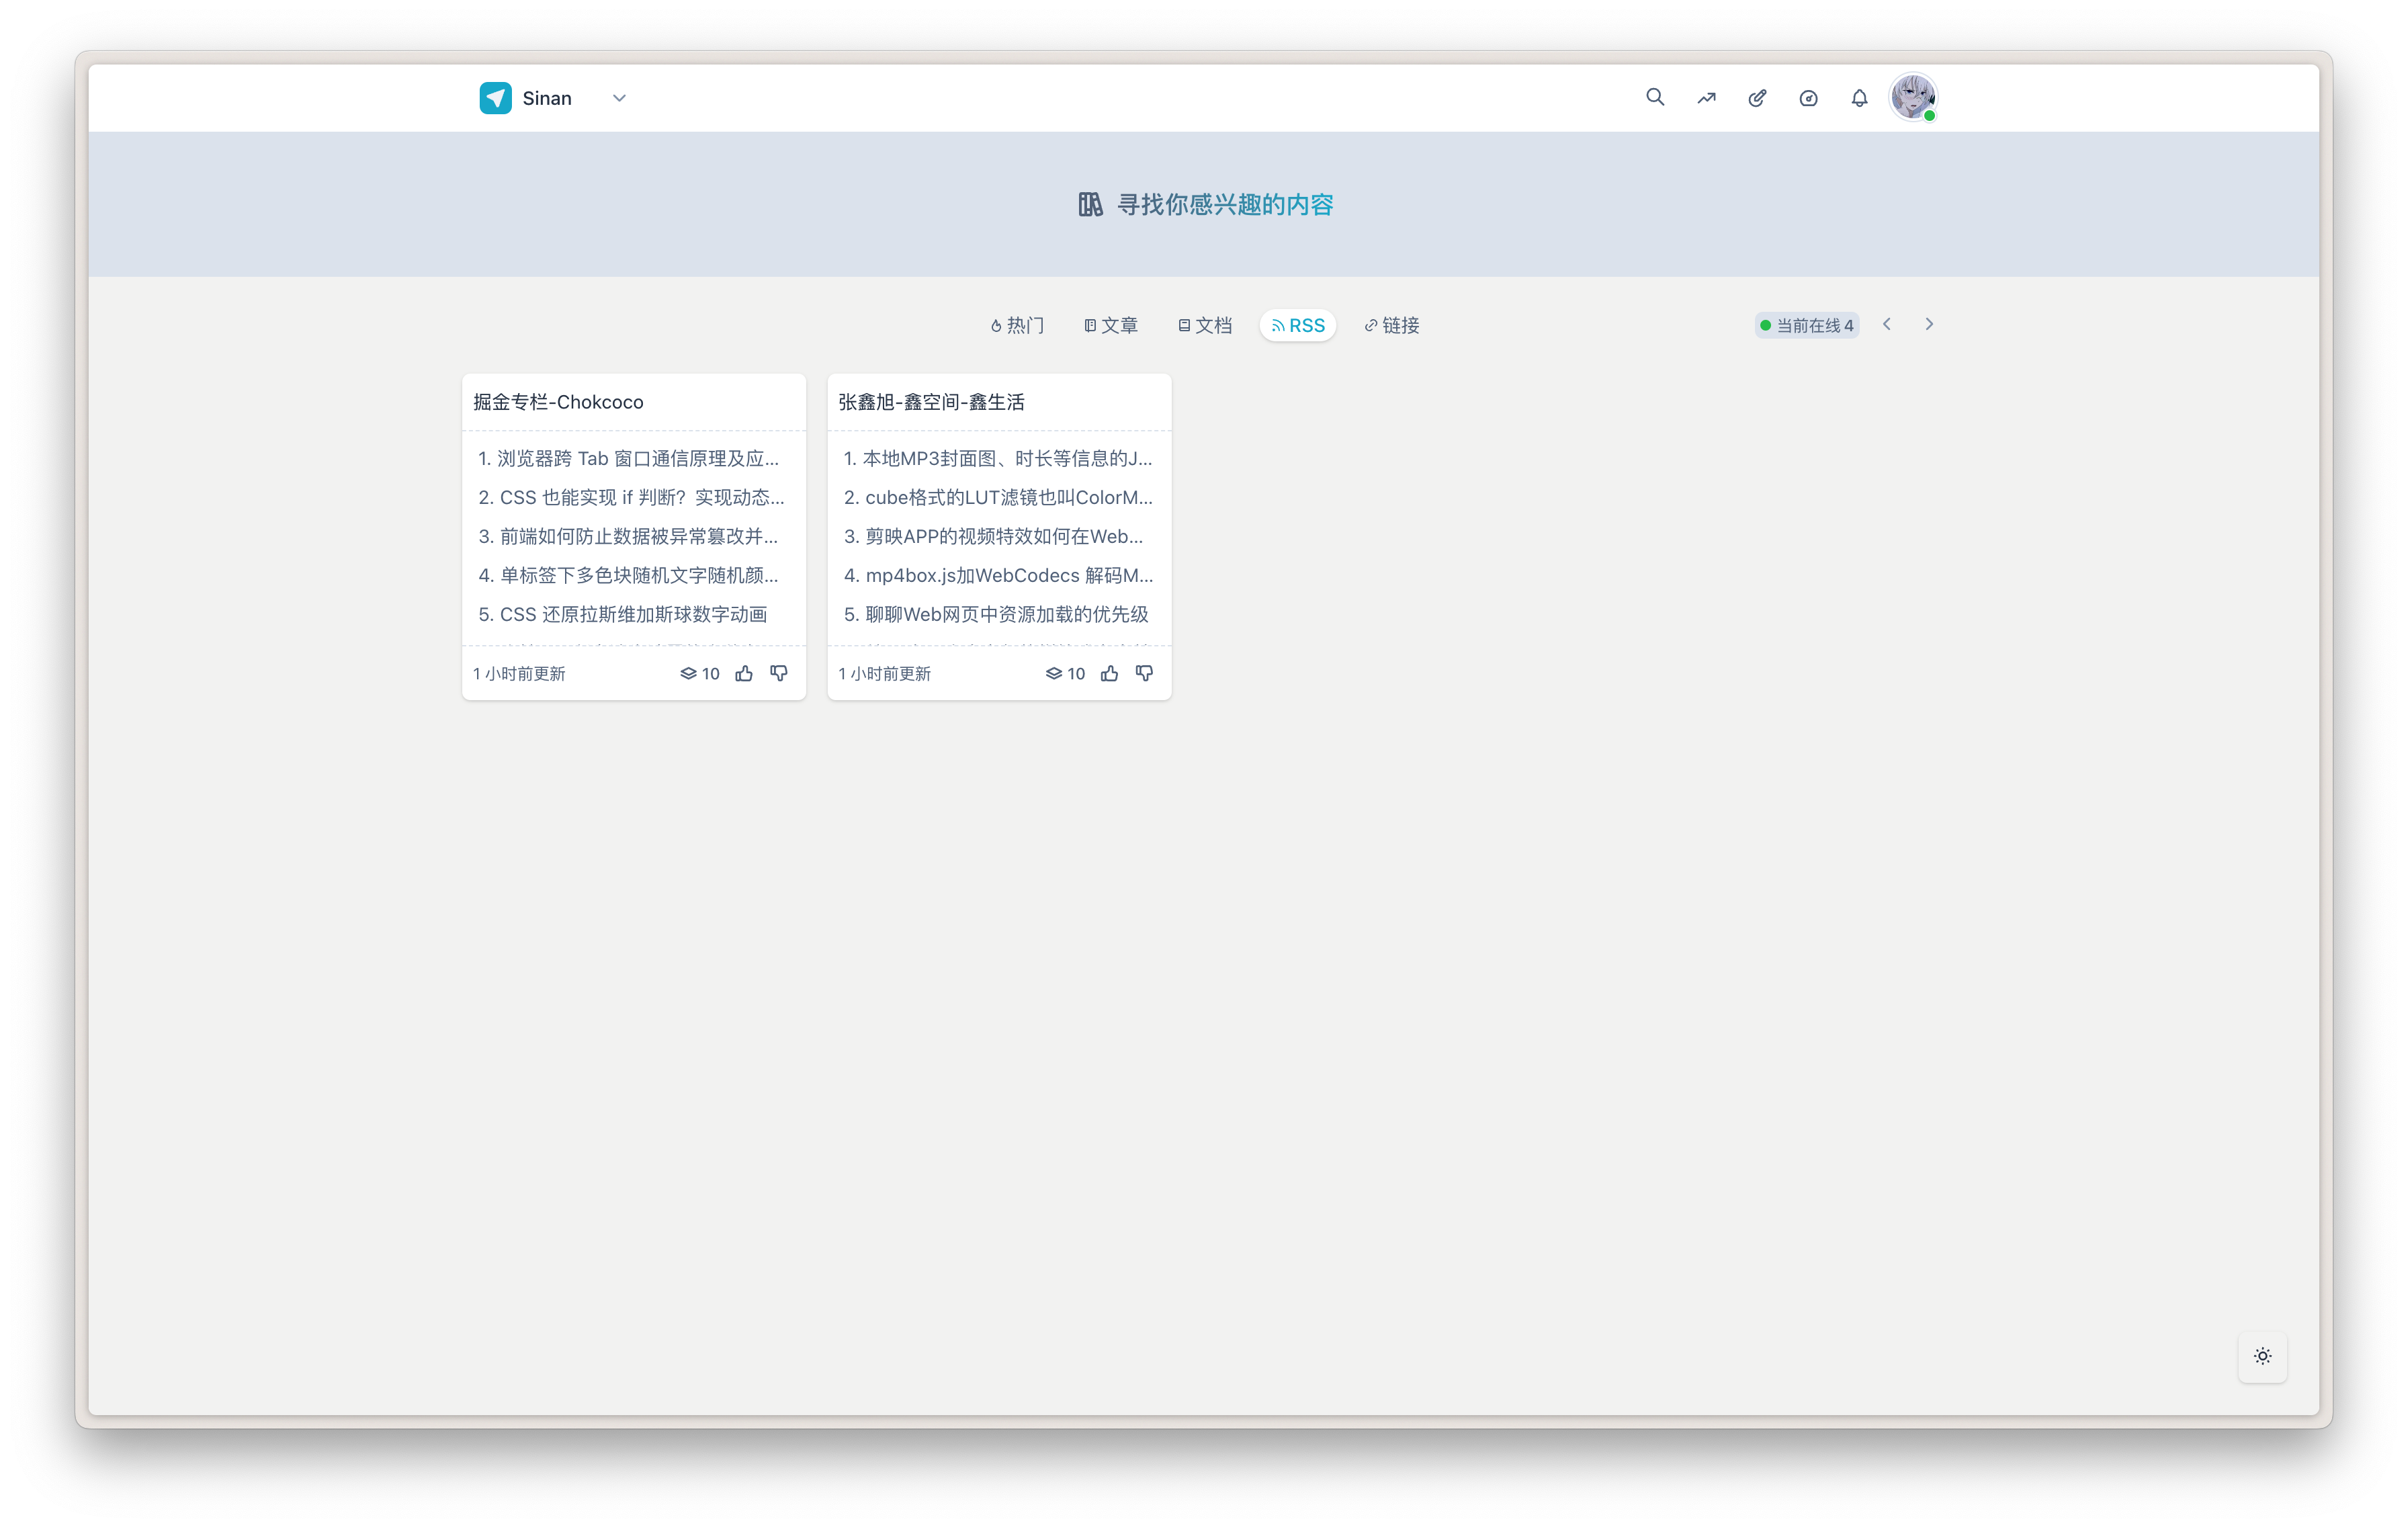 Sinan
寻找你感兴趣的内容
热门 文章 文档 RSS 链接
当前在线 4
掘金专栏-Chokcoco
1. 浏览器跨 Tab 窗口通信原理及应...
2. CSS 也能实现 if 判断？实现动态...
3. 前端如何防止数据被异常篡改并...
4. 单标签下多色块随机文字随机颜...
5. CSS 还原拉斯维加斯球数字动画
1 小时前更新 10
张鑫旭-鑫空间-鑫生活
1. 本地MP3封面图、时长等信息的J...
2. cube格式的LUT滤镜也叫ColorM...
3. 剪映APP的视频特效如何在Web...
4. mp4box.js加WebCodecs 解码M...
5. 聊聊Web网页中资源加载的优先级
1 小时前更新 10